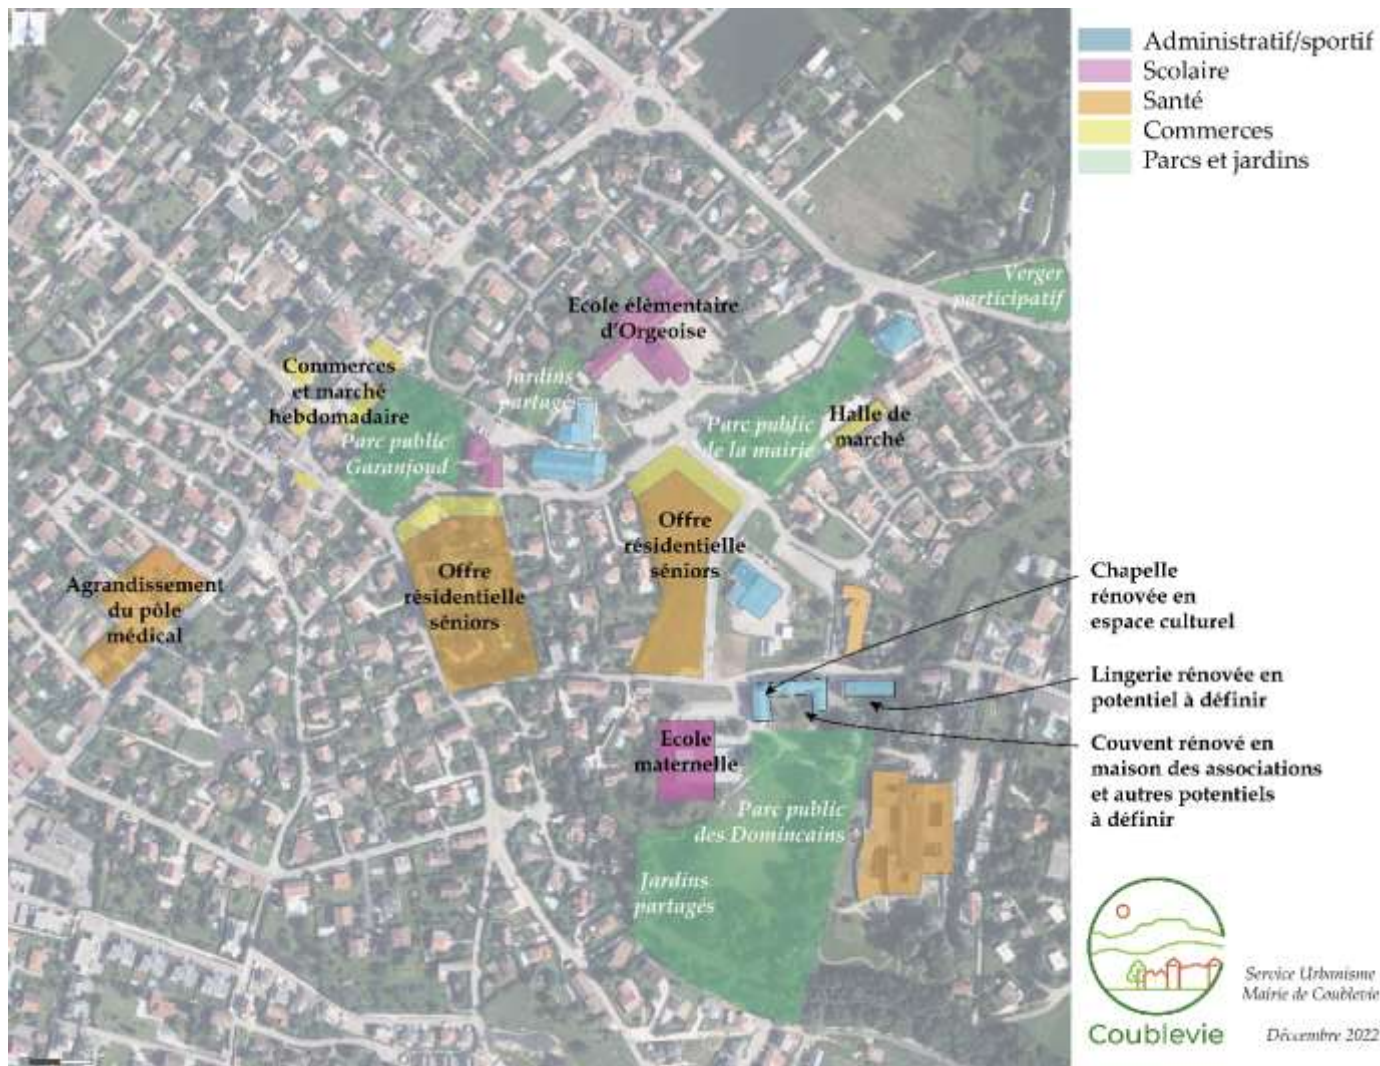 Administratif/sportif
Scolaire
Santé
Commerces
Parcs et jardins
Verger
participatif
Ecole élémentaire
d'Orgeoise
Commerces
et marché
hebdomadaire
Jardins
partagés
Parc public
Garanjoud
Parc public
de la mairie
Halle de
marché
Offre
résidentielle
séniors
Offre
résidentielle
séniors
Agrandissement
du pôle
médical
Chapelle
rénovée en
espace culturel
Lingerie rénovée en
potentiel à définir
Couvent rénové en
maison des associations
et autres potentiels
à définir
Ecole
maternelle
Parc public
des Domincains
Jardins
partagés
Coublevie
Service Urbanisme
Mairie de Coublevie
Décembre 2022